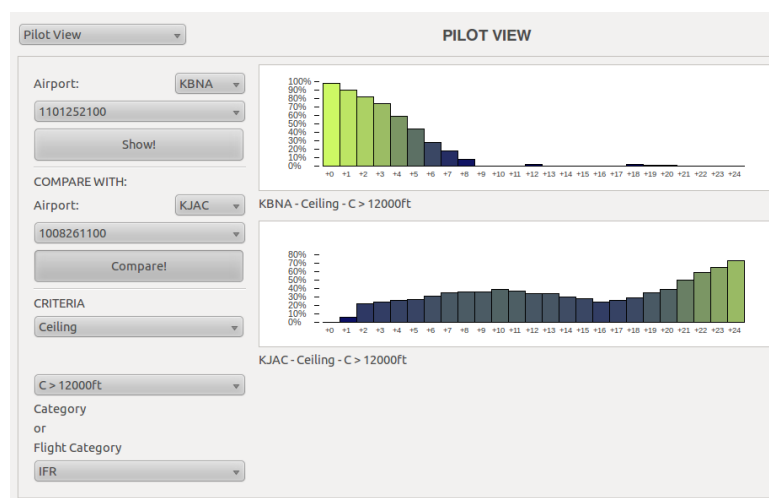 Pilot View
PILOT VIEW
Airport:
KBNA
1101252100
Show!
COMPARE WITH:
Airport:
KJAC
1008261100
Compare!
CRITERIA
Ceiling
C > 12000ft
Category
or
Flight Category
IFR
100%
90%
80%
70%
60%
50%
40%
30%
20%
10%
0%
+0 +1 +2 +3 +4 +5 +6 +7 +8 +9 +10 +11 +12 +13 +14 +15 +16 +17 +18 +19 +20 +21 +22 +23 +24
KBNA - Ceiling - C > 12000ft
80%
70%
60%
50%
40%
30%
20%
10%
0%
+0 +1 +2 +3 +4 +5 +6 +7 +8 +9 +10 +11 +12 +13 +14 +15 +16 +17 +18 +19 +20 +21 +22 +23 +24
KJAC - Ceiling - C > 12000ft